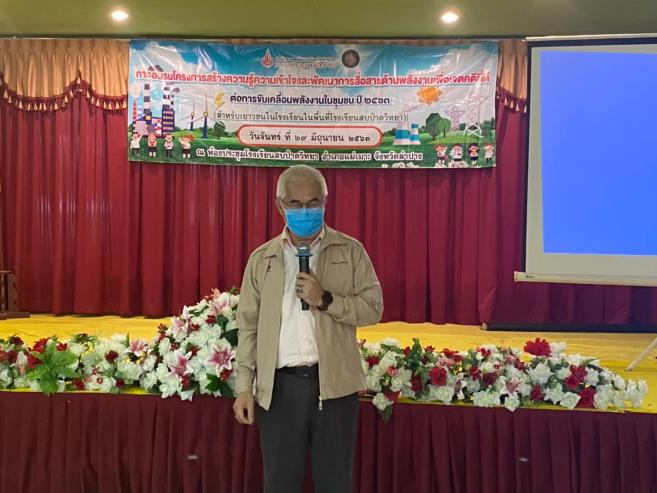 การอบรมโครงการสร้างความรู้ความเข้าใจและพัฒนาการสื่อสารด้านพลังงานเพื่อเจตคติที่ดี
ต่อการขับเคลื่อนพลังงานในชุมชน ปี ๒๕๖๓
(สำหรับเยาวชนในโรงเรียนในพื้นที่โรงเรียนสบป้าดวิทยา)
วันจันทร์ ที่ ๒๙ มิถุนายน ๒๕๖๓
ณ ห้องประชุมโรงเรียนสบป้าดวิทยา อำเภอแม่เมาะ จังหวัดลำปาง